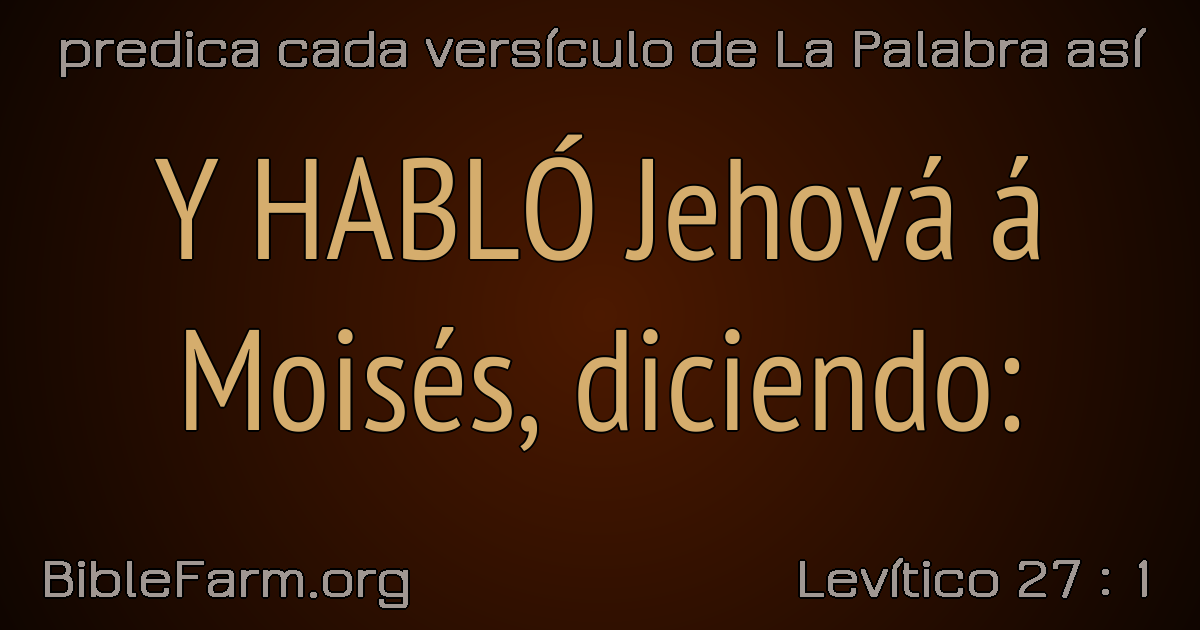 predica cada versículo de La Palabra así
Y HABLÓ Jehová á
Moisés, diciendo:
BibleFarm.org
Levítico 27 : 1